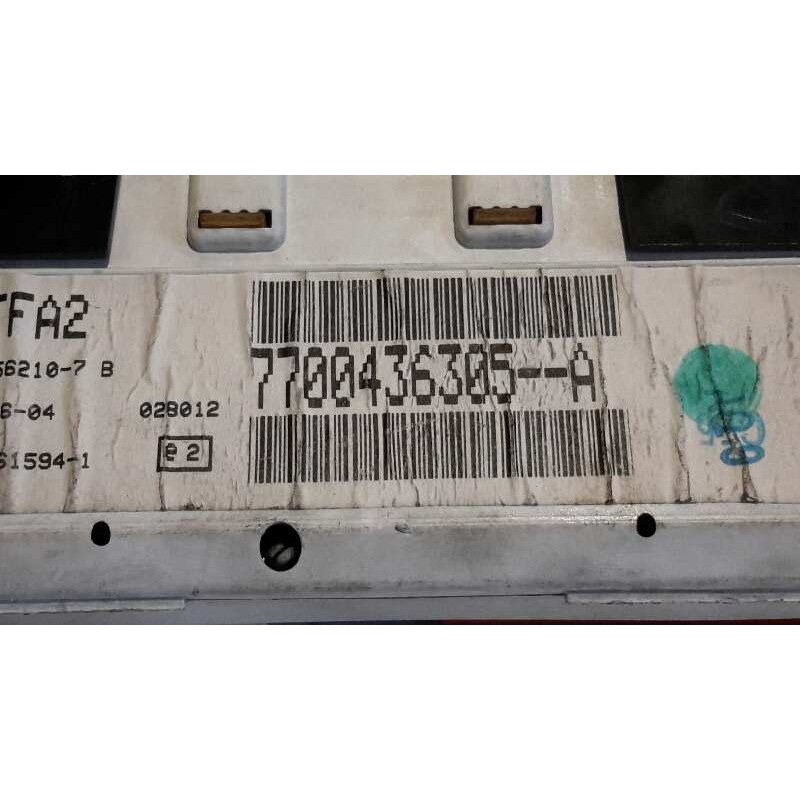 FA2
56210-7 B
6-04 028012
61594-1 e 2
7700436305--A